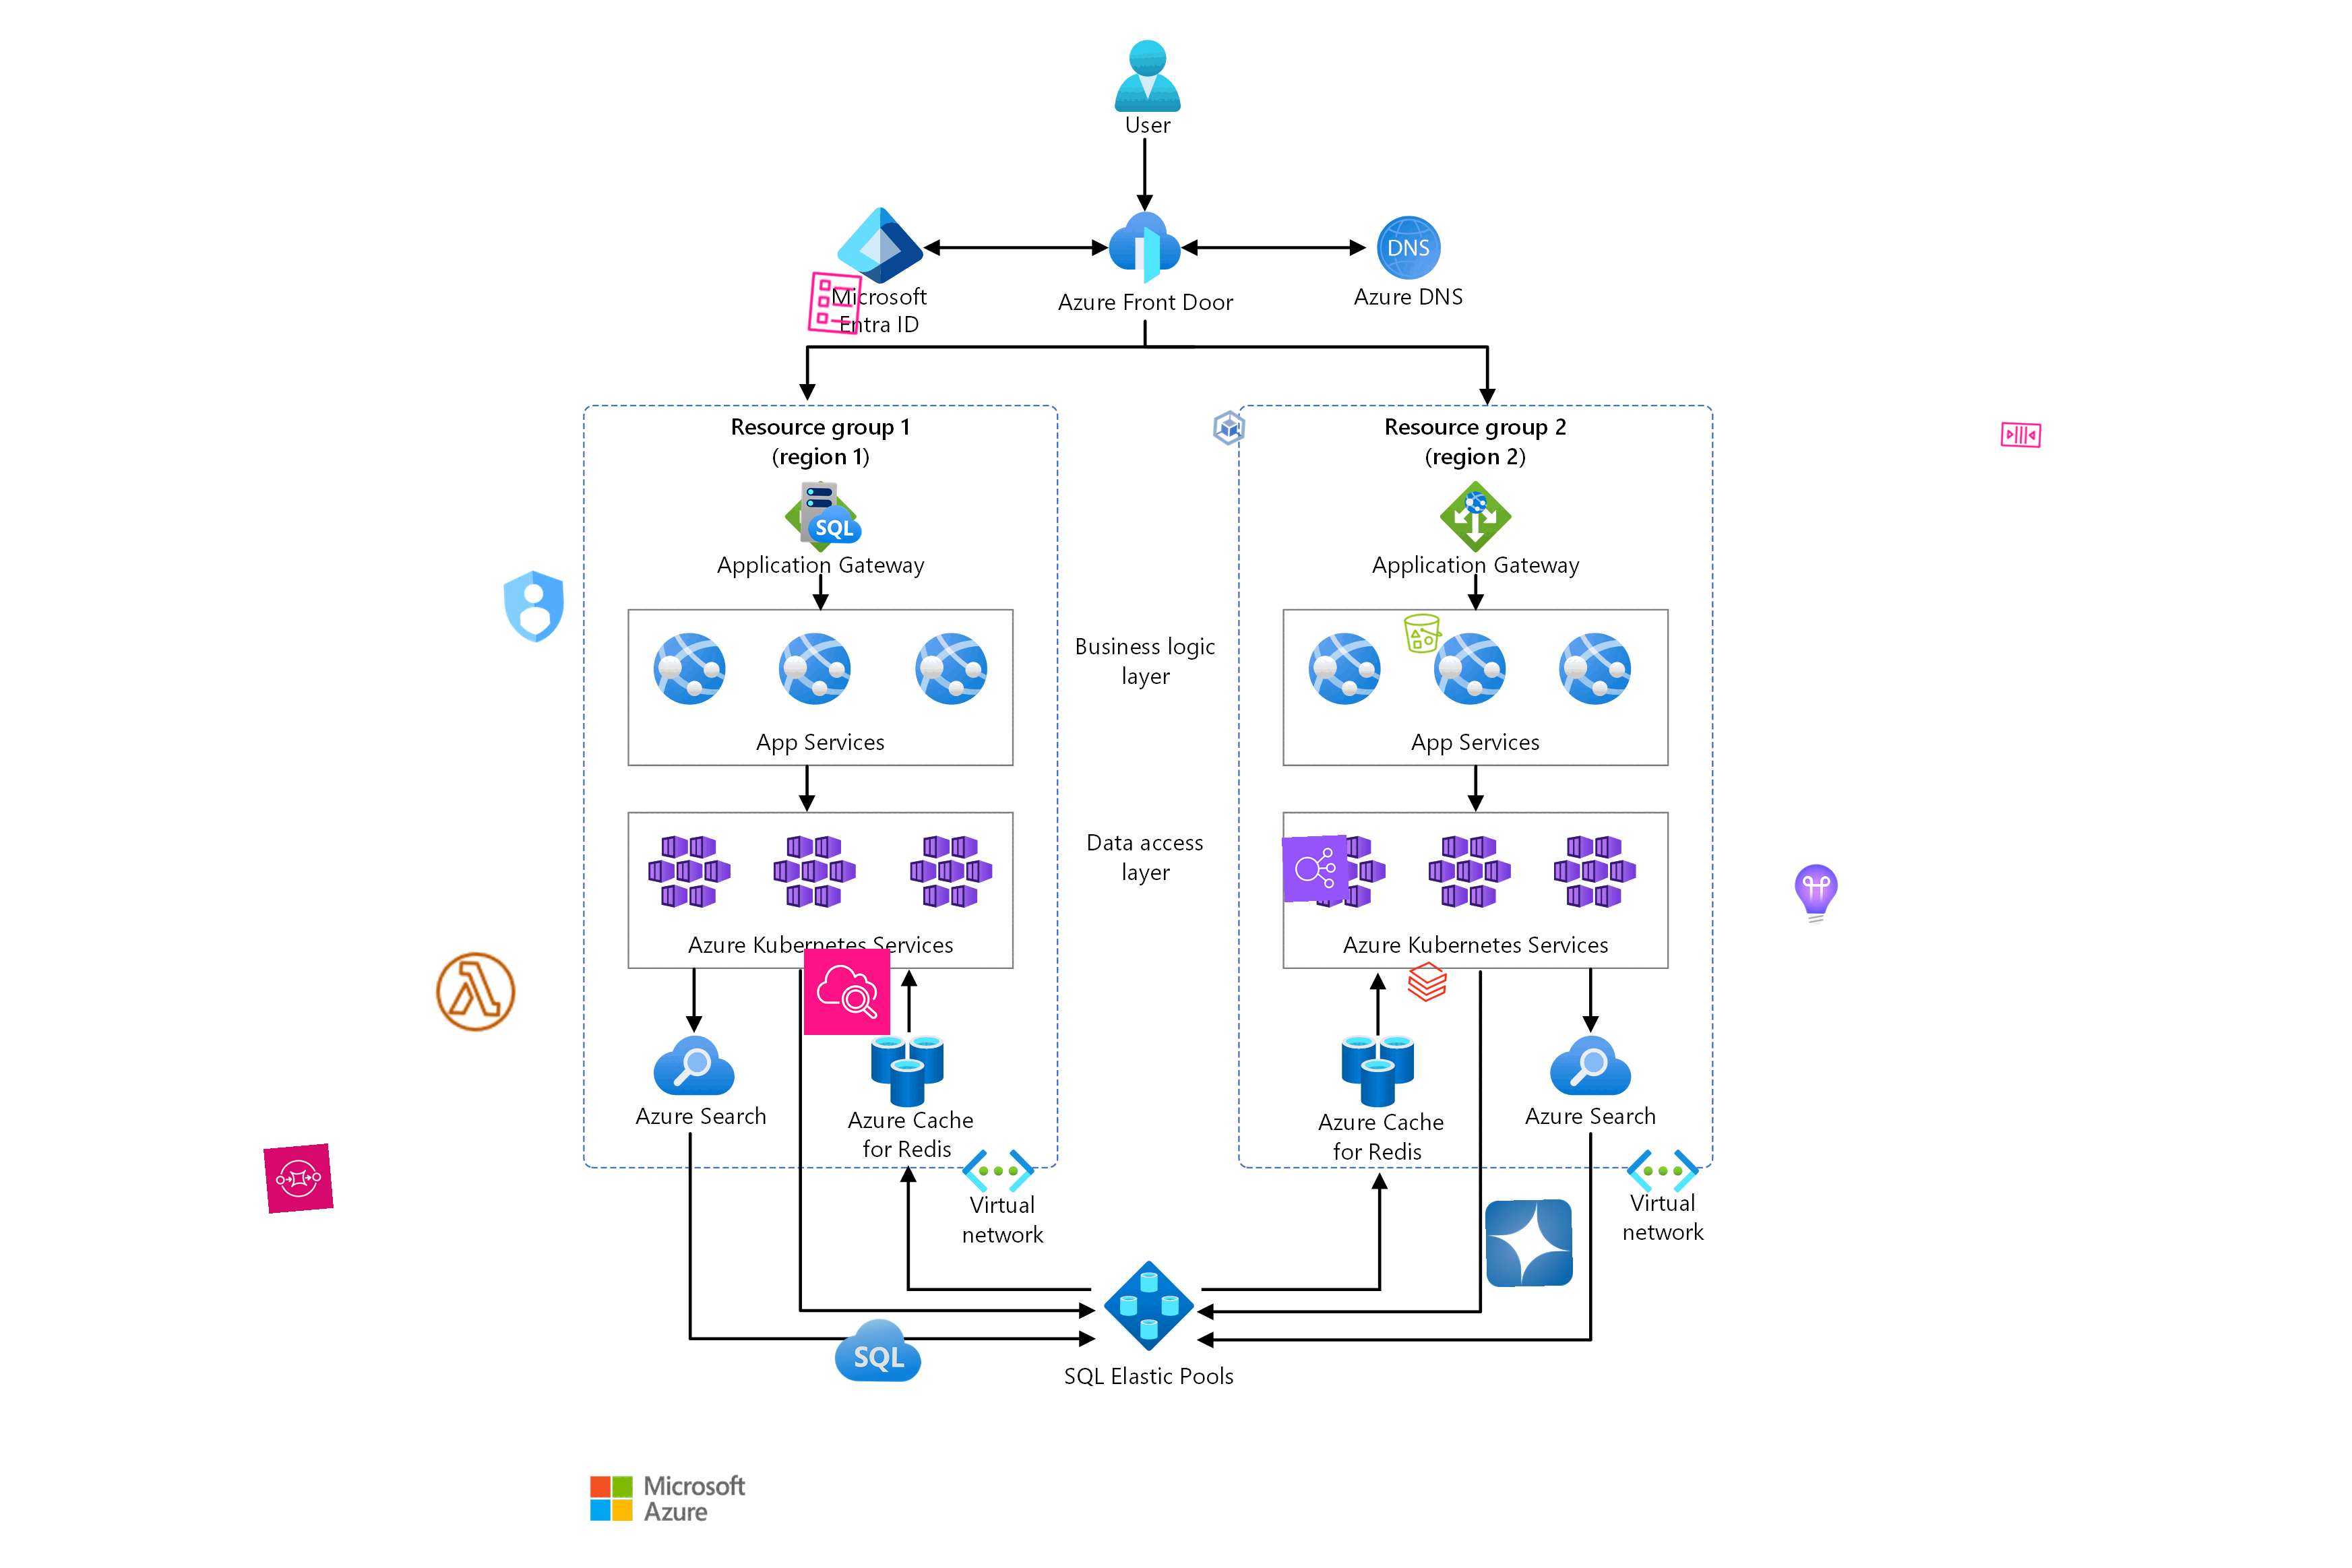 User
DNS
Microsoft
Entra ID
Azure Front Door
Azure DNS
Resource group 1
(region 1)
Resource group 2
(region 2)
SQL
Application Gateway
Application Gateway
Business logic
layer
App Services
App Services
Data access
layer
Azure Kubernetes Services
Azure Kubernetes Services
Azure Search
Azure Cache
for Redis
Azure Cache
for Redis
Azure Search
Virtual
network
Virtual
network
SQL
SQL Elastic Pools
Microsoft
Azure